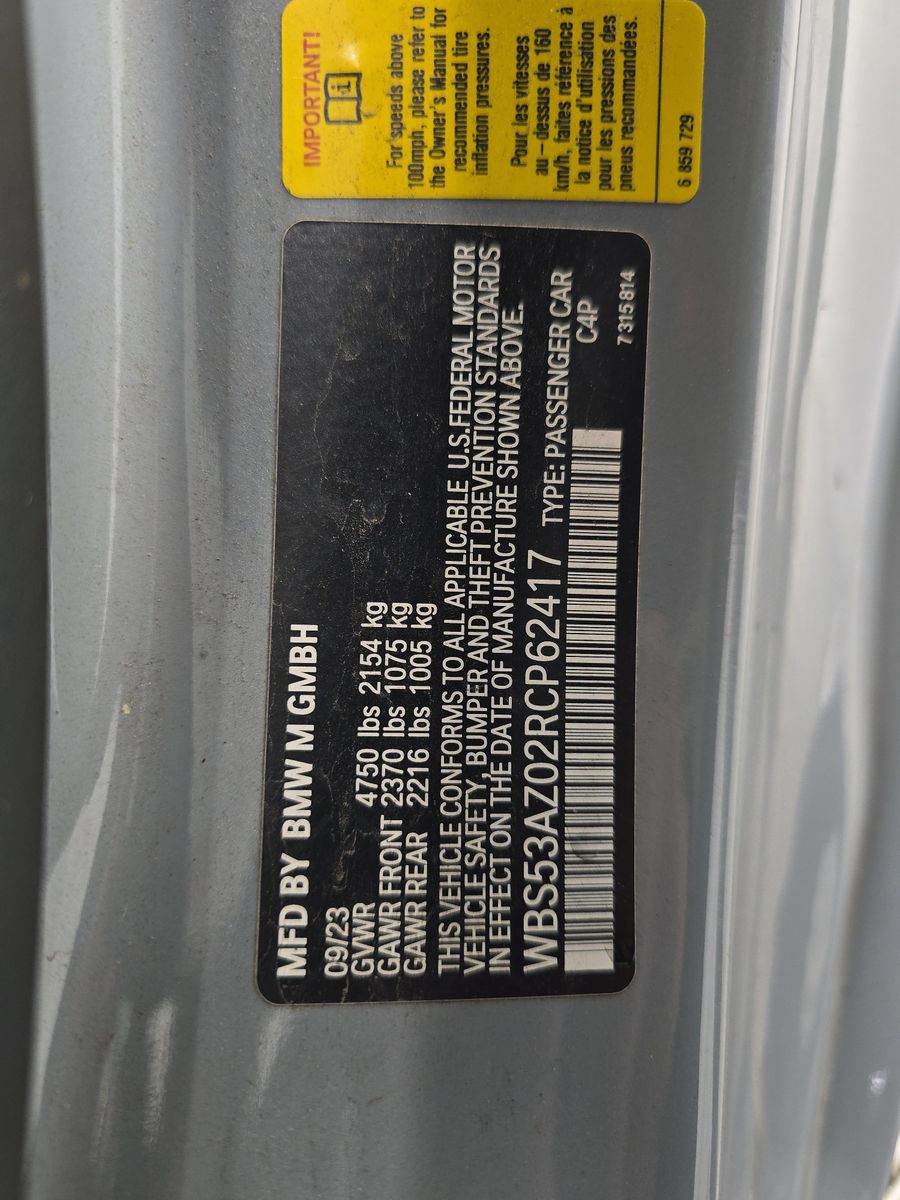 IMPORTANT!
For speeds above
100mph, please refer to
the Owner's Manual for
recommended tire
inflation pressures.
Pour les vitesses
au-dessus de 160
km/h, faites référence à
la notice d'utilisation
pour les pressions des
pneus recommandées.
6 859 729
MFD BY BMW M GMBH
09/23
GVWR 4750 lbs 2154 kg
GAWR FRONT 2370 lbs 1075 kg
GAWR REAR 2216 lbs 1005 kg
THIS VEHICLE CONFORMS TO ALL APPLICABLE U.S.FEDERAL MOTOR
VEHICLE SAFETY, BUMPER AND THEFT PREVENTION STANDARDS
IN EFFECT ON THE DATE OF MANUFACTURE SHOWN ABOVE.
WBS53AZ02RCP62417 TYPE: PASSENGER CAR
C4P
7 315 814